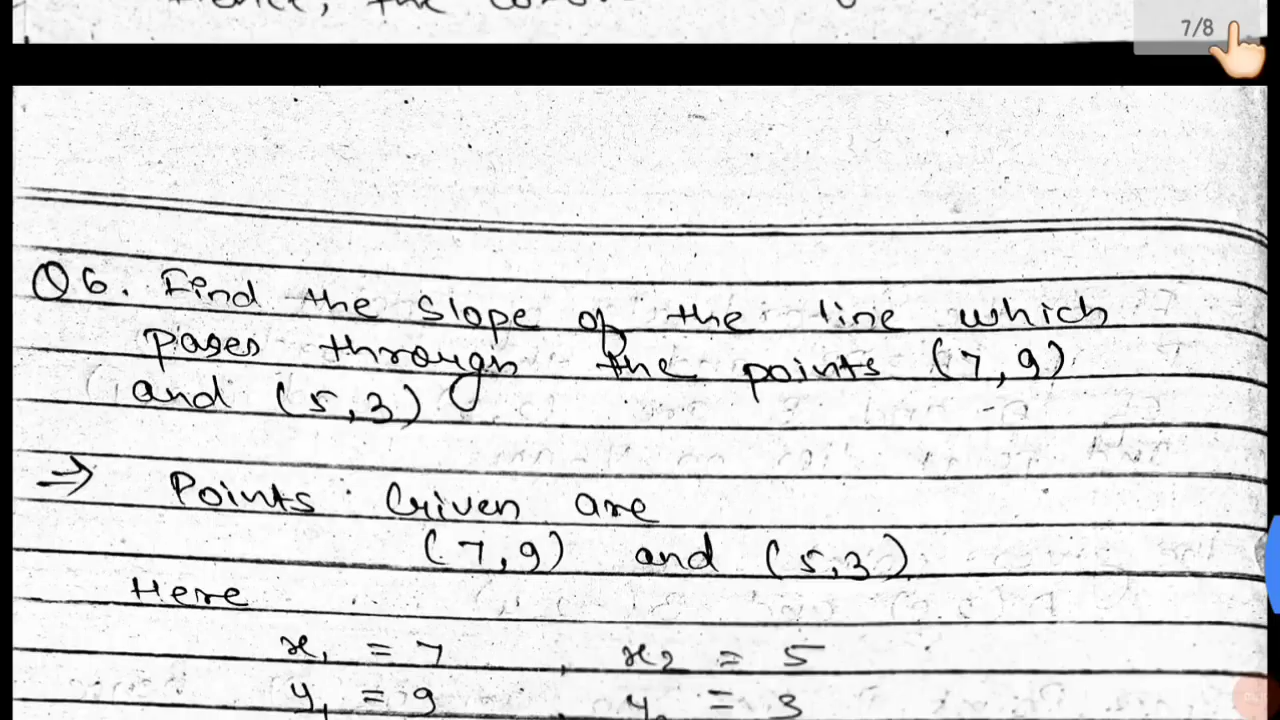 7/8
Q6. Find the slope of the line which
pases through the points (7,9)
and (5,3)
⇒ Points Given are
(7,9) and (5,3)
Here
x₁ = 7 , x₂ = 5
y₁ = 9 , y₂ = 3